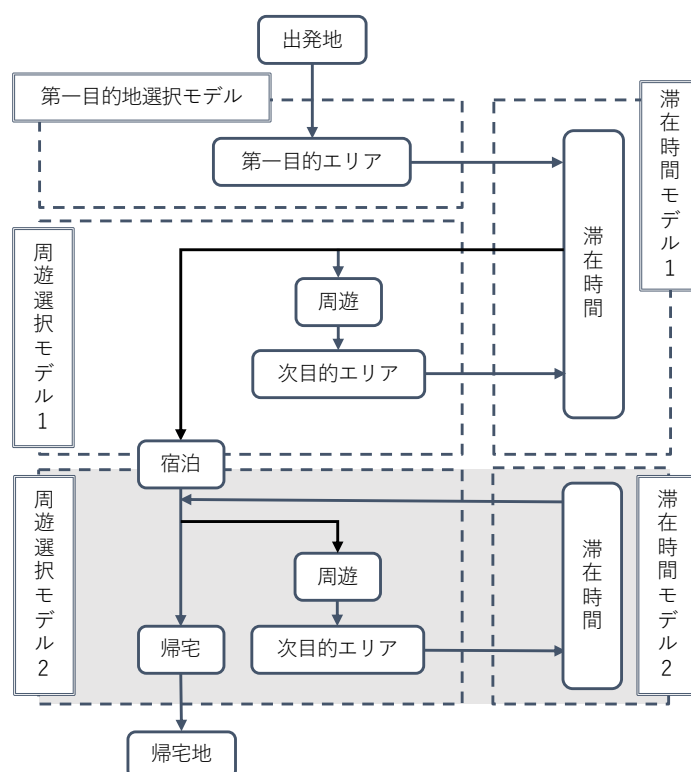 出発地
第一目的地選択モデル
第一目的エリア
滞在時間モデル1
滞在時間
周遊選択モデル1
周遊
次目的エリア
宿泊
周遊選択モデル2
滞在時間モデル2
滞在時間
周遊
帰宅
次目的エリア
帰宅地